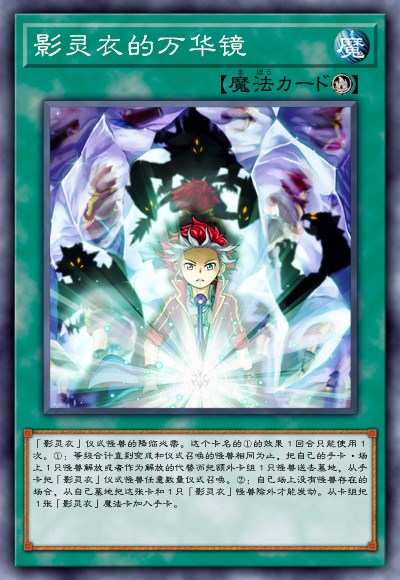 影灵衣的万华镜
魔
【魔法カード】
まほう
「影灵衣」仪式怪兽的降临必需。这个卡名的①的效果1回合只能使用1
次。①：等级合计直到变成和仪式召唤的怪兽相同为止，把自己的手卡·场
上1只怪兽解放或者作为解放的代替而把额外卡组1只怪兽送去墓地，从手
卡把「影灵衣」仪式怪兽任意数量仪式召唤。②：自己场上没有怪兽存在的
场合，从自己墓地把这张卡和1只「影灵衣」怪兽除外才能发动。从卡组把
1张「影灵衣」魔法卡加入手卡。